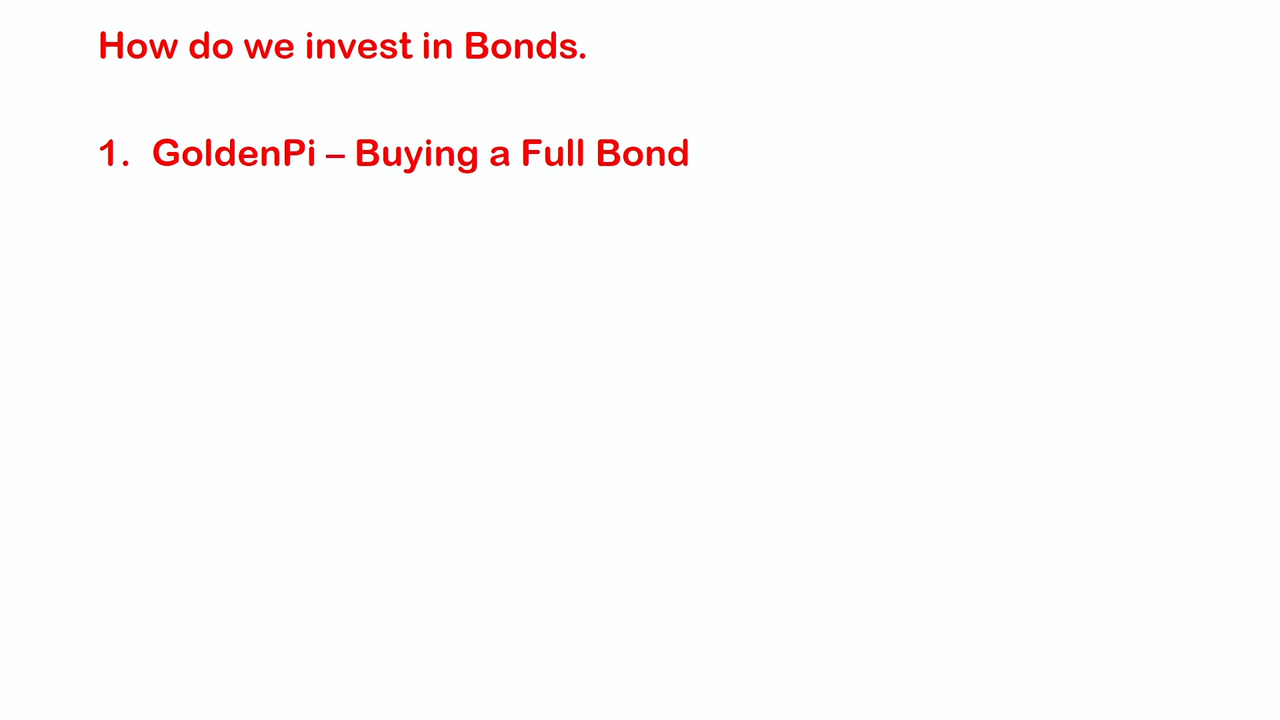 How do we invest in Bonds.
1. GoldenPi – Buying a Full Bond